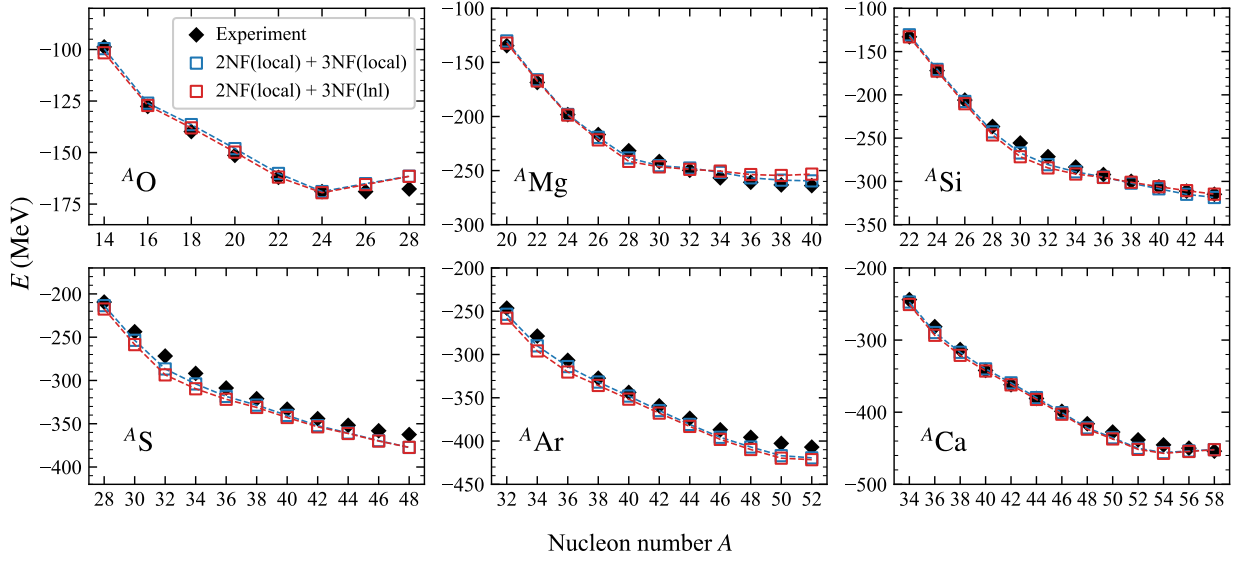 Experiment
2NF(local) + 3NF(local)
2NF(local) + 3NF(lnl)
−100
−125
−150
−175
ᴬO
14 16 18 20 22 24 26 28
−100
−150
−200
−250
−300
ᴬMg
20 22 24 26 28 30 32 34 36 38 40
−100
−150
−200
−250
−300
−350
ᴬSi
22 24 26 28 30 32 34 36 38 40 42 44
E (MeV)
−200
−250
−300
−350
−400
ᴬS
28 30 32 34 36 38 40 42 44 46 48
−200
−250
−300
−350
−400
−450
ᴬAr
32 34 36 38 40 42 44 46 48 50 52
−200
−300
−400
−500
ᴬCa
34 36 38 40 42 44 46 48 50 52 54 56 58
Nucleon number A